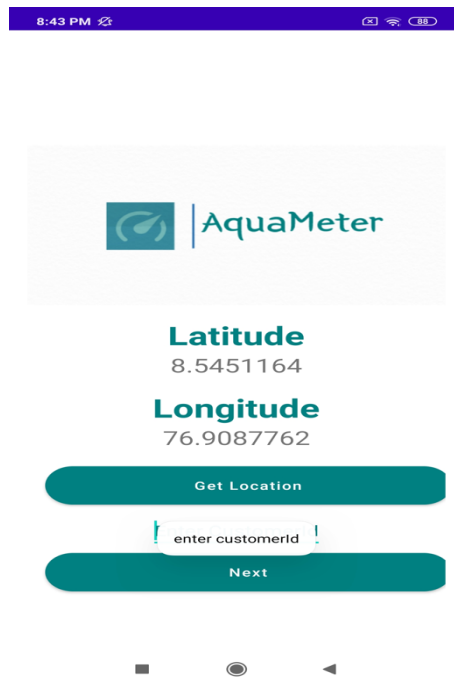 8:43 PM
88
AquaMeter
Latitude
8.5451164
Longitude
76.9087762
Get Location
enter customerId
Next